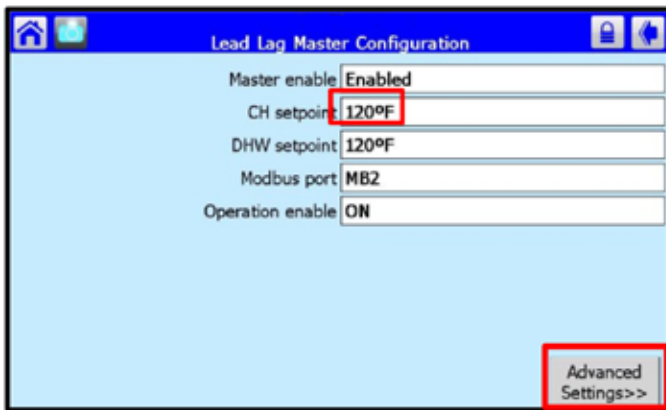 Lead Lag Master Configuration
Master enable Enabled
CH setpoint 120ºF
DHW setpoint 120ºF
Modbus port MB2
Operation enable ON
Advanced
Settings>>